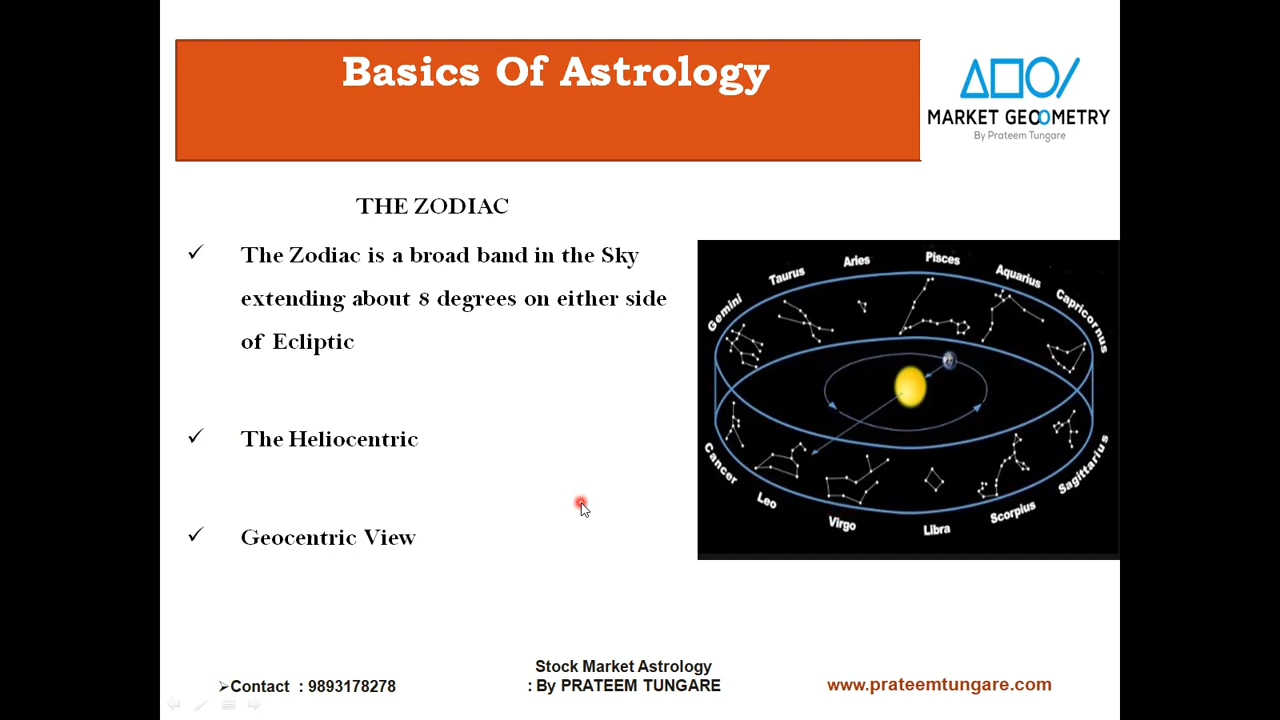 Basics Of Astrology
MARKET GEOOMETRY
By Prateem Tungare
THE ZODIAC
✓ The Zodiac is a broad band in the Sky
extending about 8 degrees on either side
of Ecliptic
✓ The Heliocentric
✓ Geocentric View
Gemini
Taurus
Aries
Pisces
Aquarius
Capricornus
Cancer
Leo
Virgo
Libra
Scorpius
Sagittarius
Stock Market Astrology
➢Contact : 9893178278
: By PRATEEM TUNGARE
www.prateemtungare.com